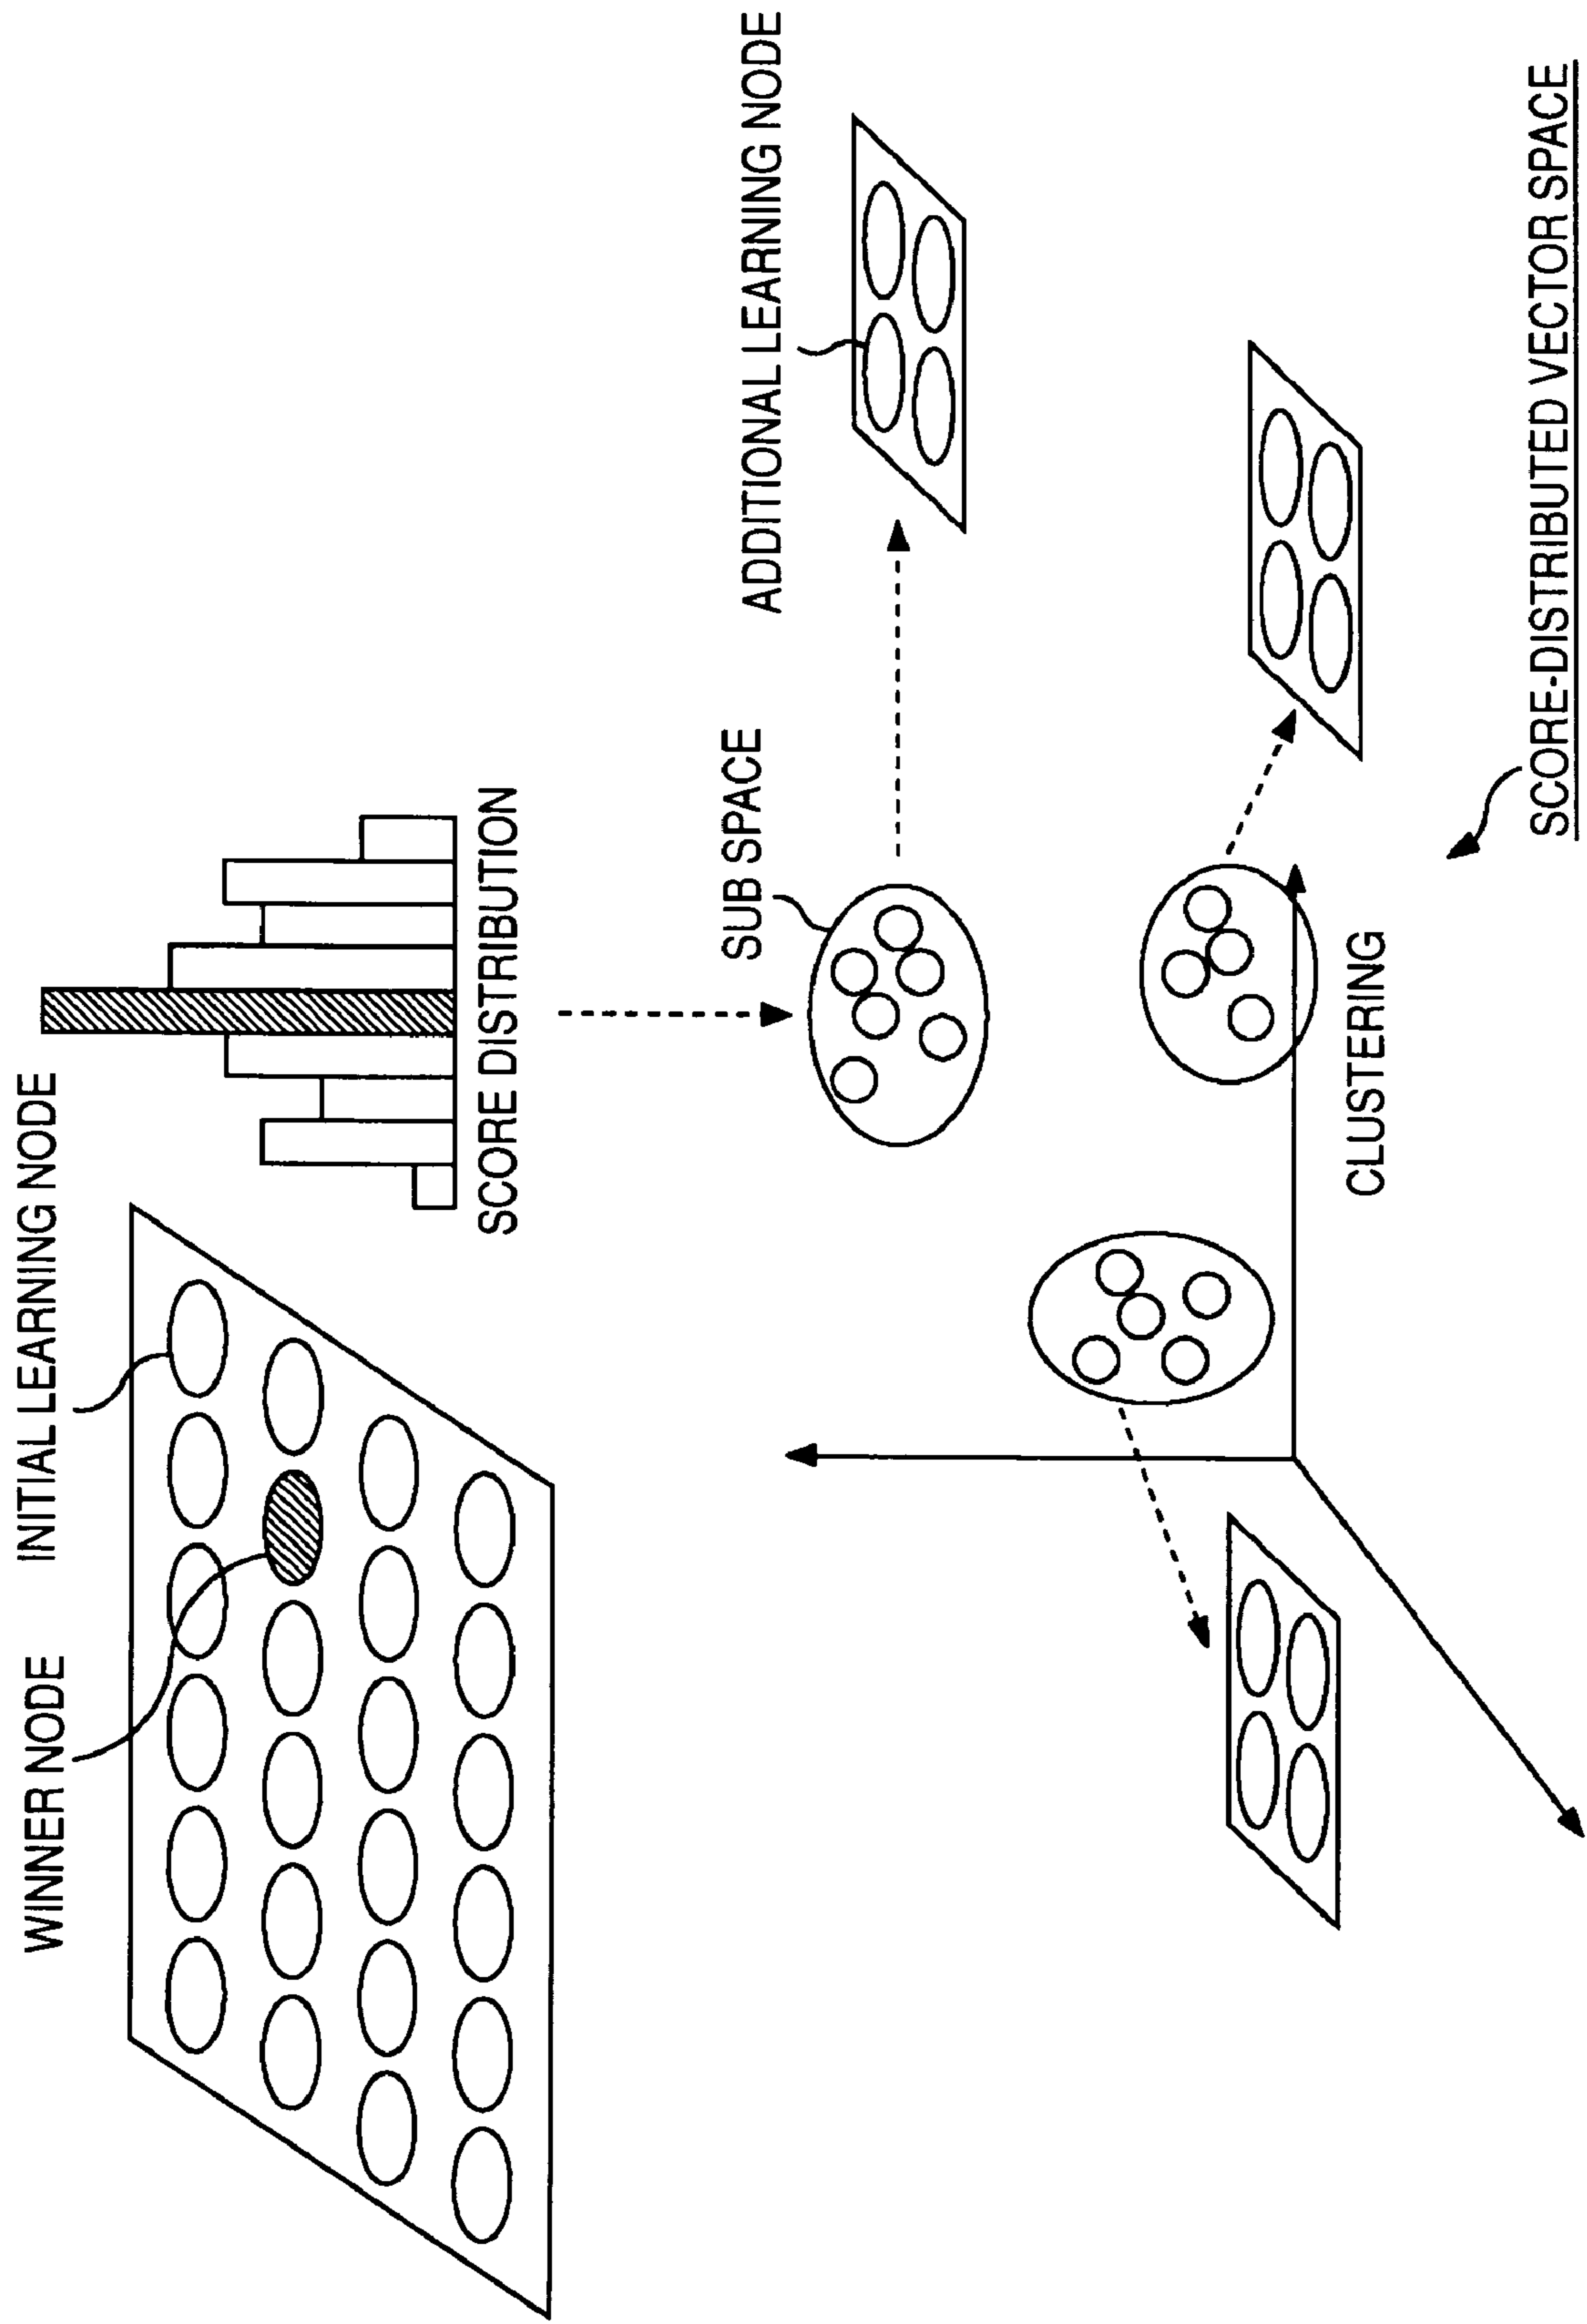 WINNER NODE
INITIAL LEARNING NODE
SCORE DISTRIBUTION
SUB SPACE
ADDITIONAL LEARNING NODE
CLUSTERING
SCORE-DISTRIBUTED VECTOR SPACE